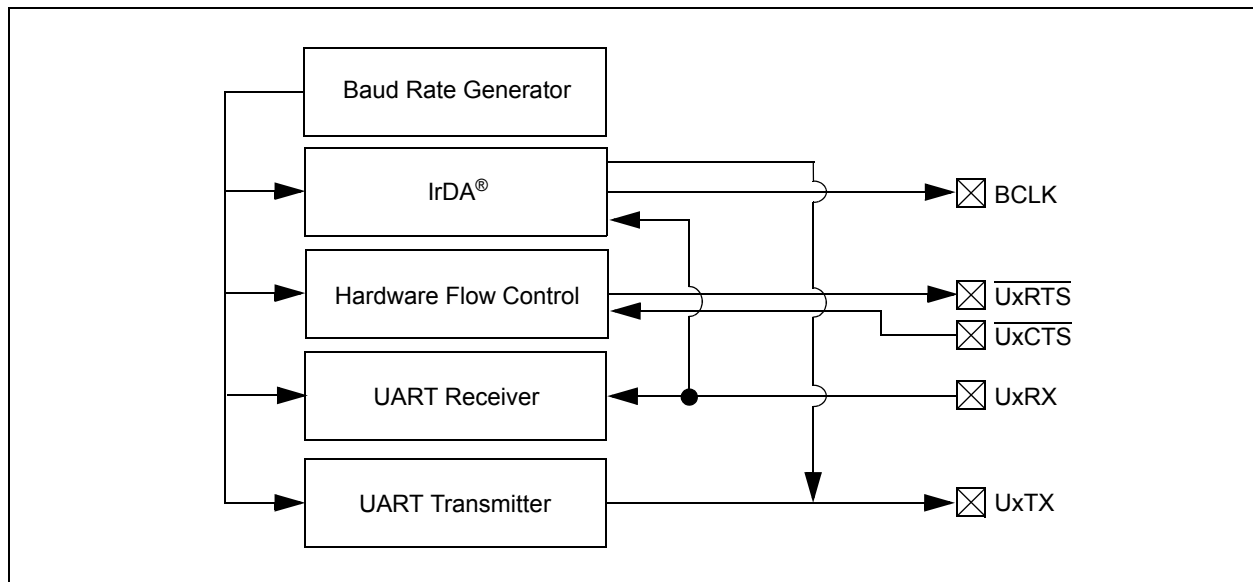 Baud Rate Generator
IrDA®
BCLK
Hardware Flow Control
UxRTS
UxCTS
UART Receiver
UxRX
UART Transmitter
UxTX